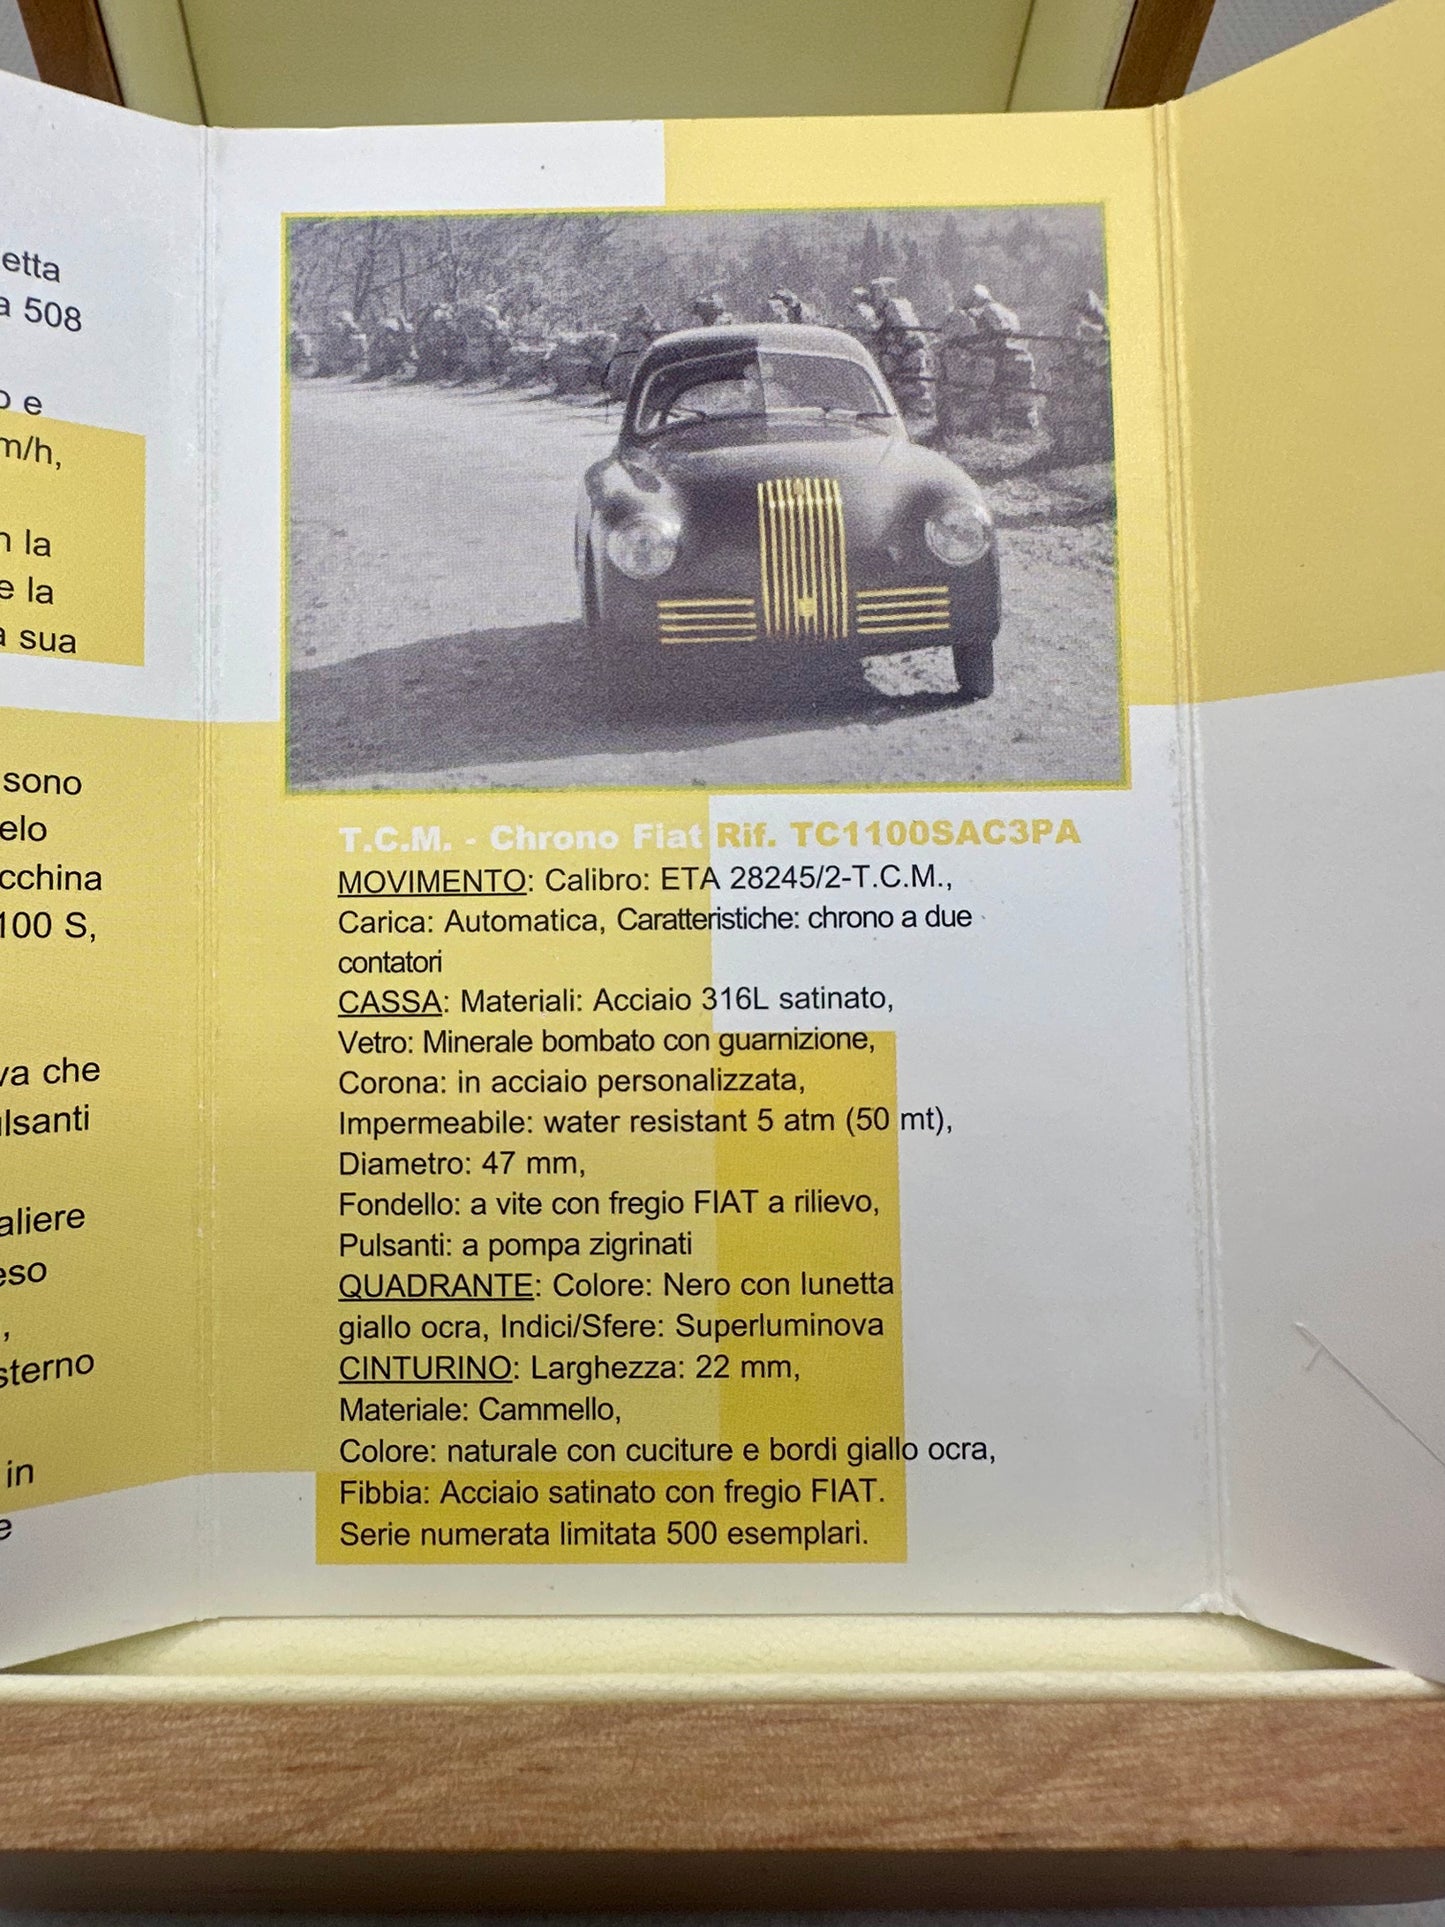 etta
a 508
o e
m/h,
n la
e la
a sua
sono
elo
cchina
100 S,
va che
ulsanti
aliere
eso
,
sterno
in
e
T.C.M. - Chrono Fiat Rif. TC1100SAC3PA
MOVIMENTO: Calibro: ETA 28245/2-T.C.M.,
Carica: Automatica, Caratteristiche: chrono a due
contatori
CASSA: Materiali: Acciaio 316L satinato,
Vetro: Minerale bombato con guarnizione,
Corona: in acciaio personalizzata,
Impermeabile: water resistant 5 atm (50 mt),
Diametro: 47 mm,
Fondello: a vite con fregio FIAT a rilievo,
Pulsanti: a pompa zigrinati
QUADRANTE: Colore: Nero con lunetta
giallo ocra, Indici/Sfere: Superluminova
CINTURINO: Larghezza: 22 mm,
Materiale: Cammello,
Colore: naturale con cuciture e bordi giallo ocra,
Fibbia: Acciaio satinato con fregio FIAT.
Serie numerata limitata 500 esemplari.